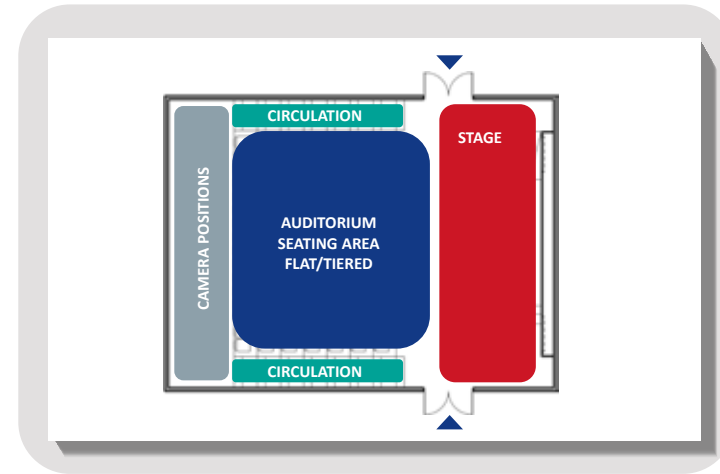 CIRCULATION
STAGE
CAMERA POSITIONS
AUDITORIUM
SEATING AREA
FLAT/TIERED
CIRCULATION